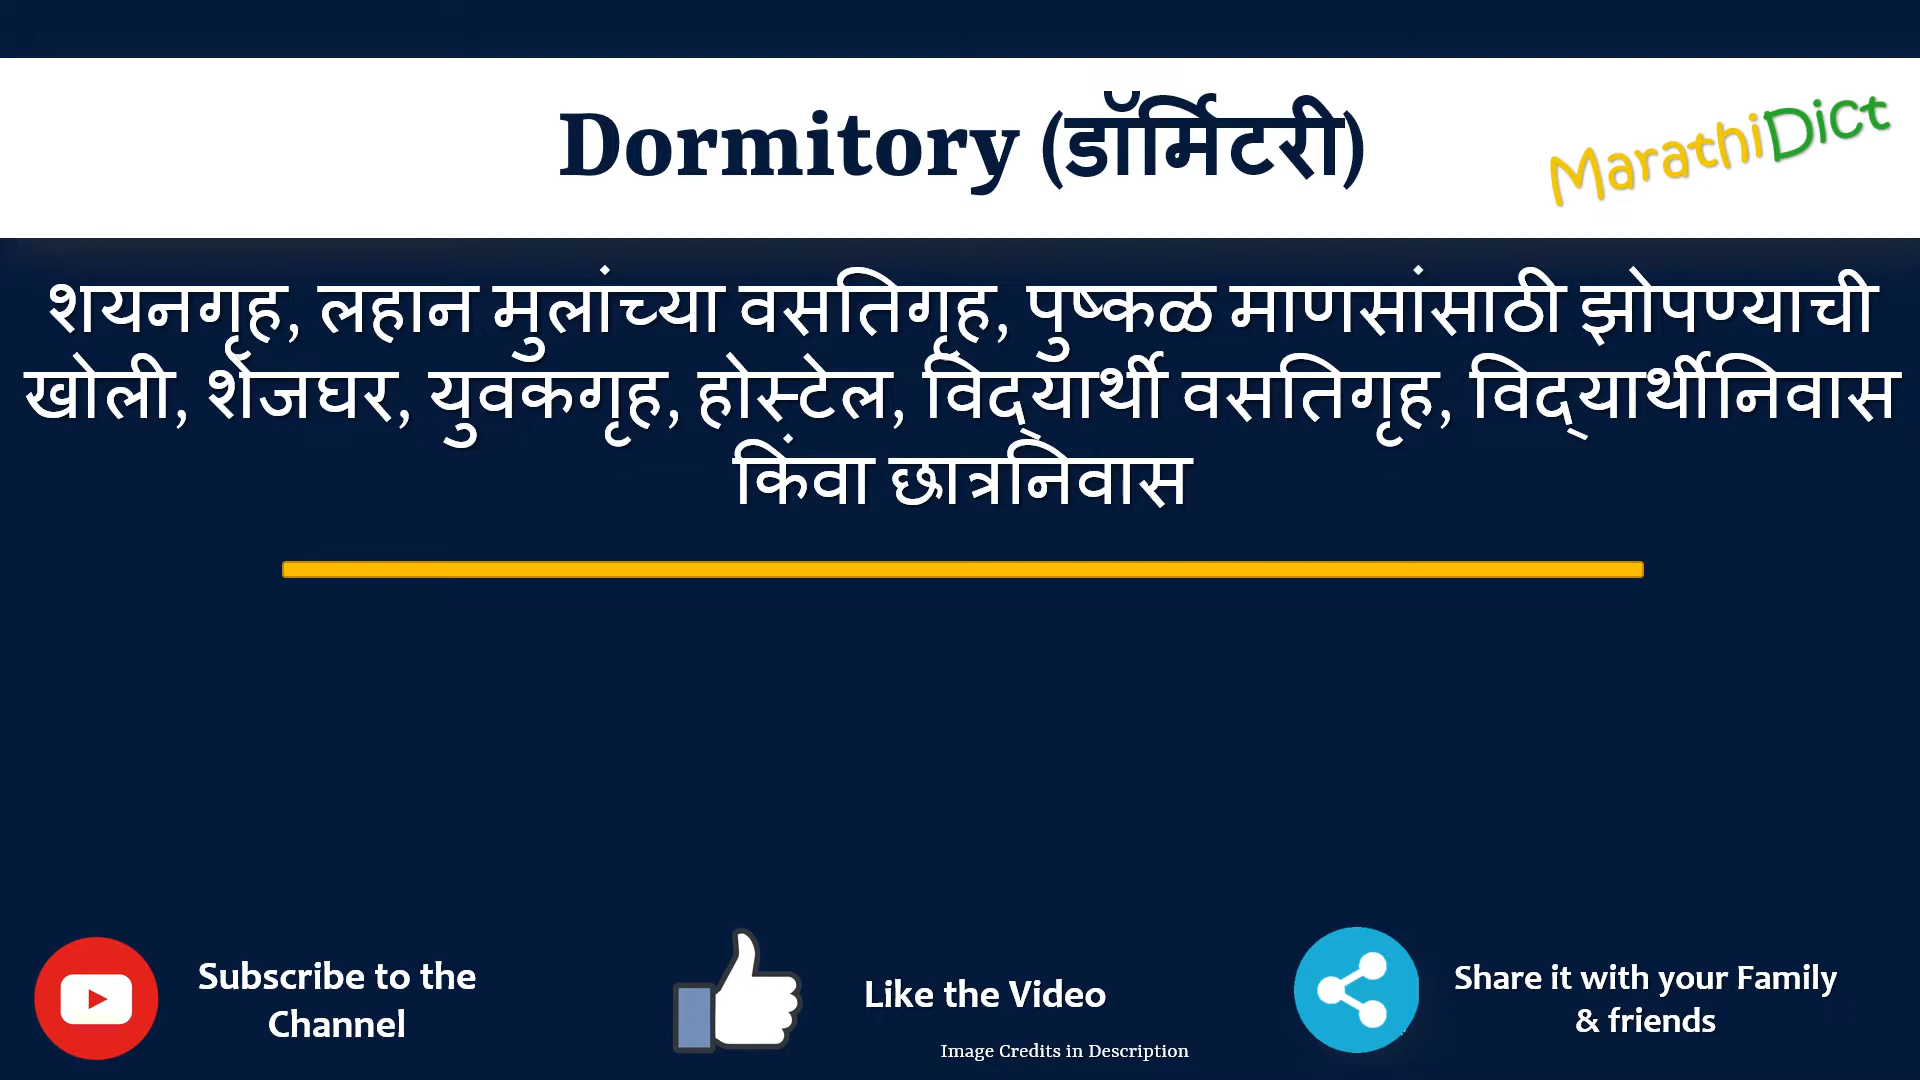 Dormitory (डॉर्मिटरी)
MarathiDict
शयनगृह, लहान मुलांच्या वसतिगृह, पुष्कळ माणसांसाठी झोपण्याची
खोली, शेजघर, युवकगृह, होस्टेल, विद्‌यार्थी वसतिगृह, विद्‌यार्थीनिवास
किंवा छात्रनिवास
Subscribe to the
Channel
Like the Video
Share it with your Family
& friends
Image Credits in Description